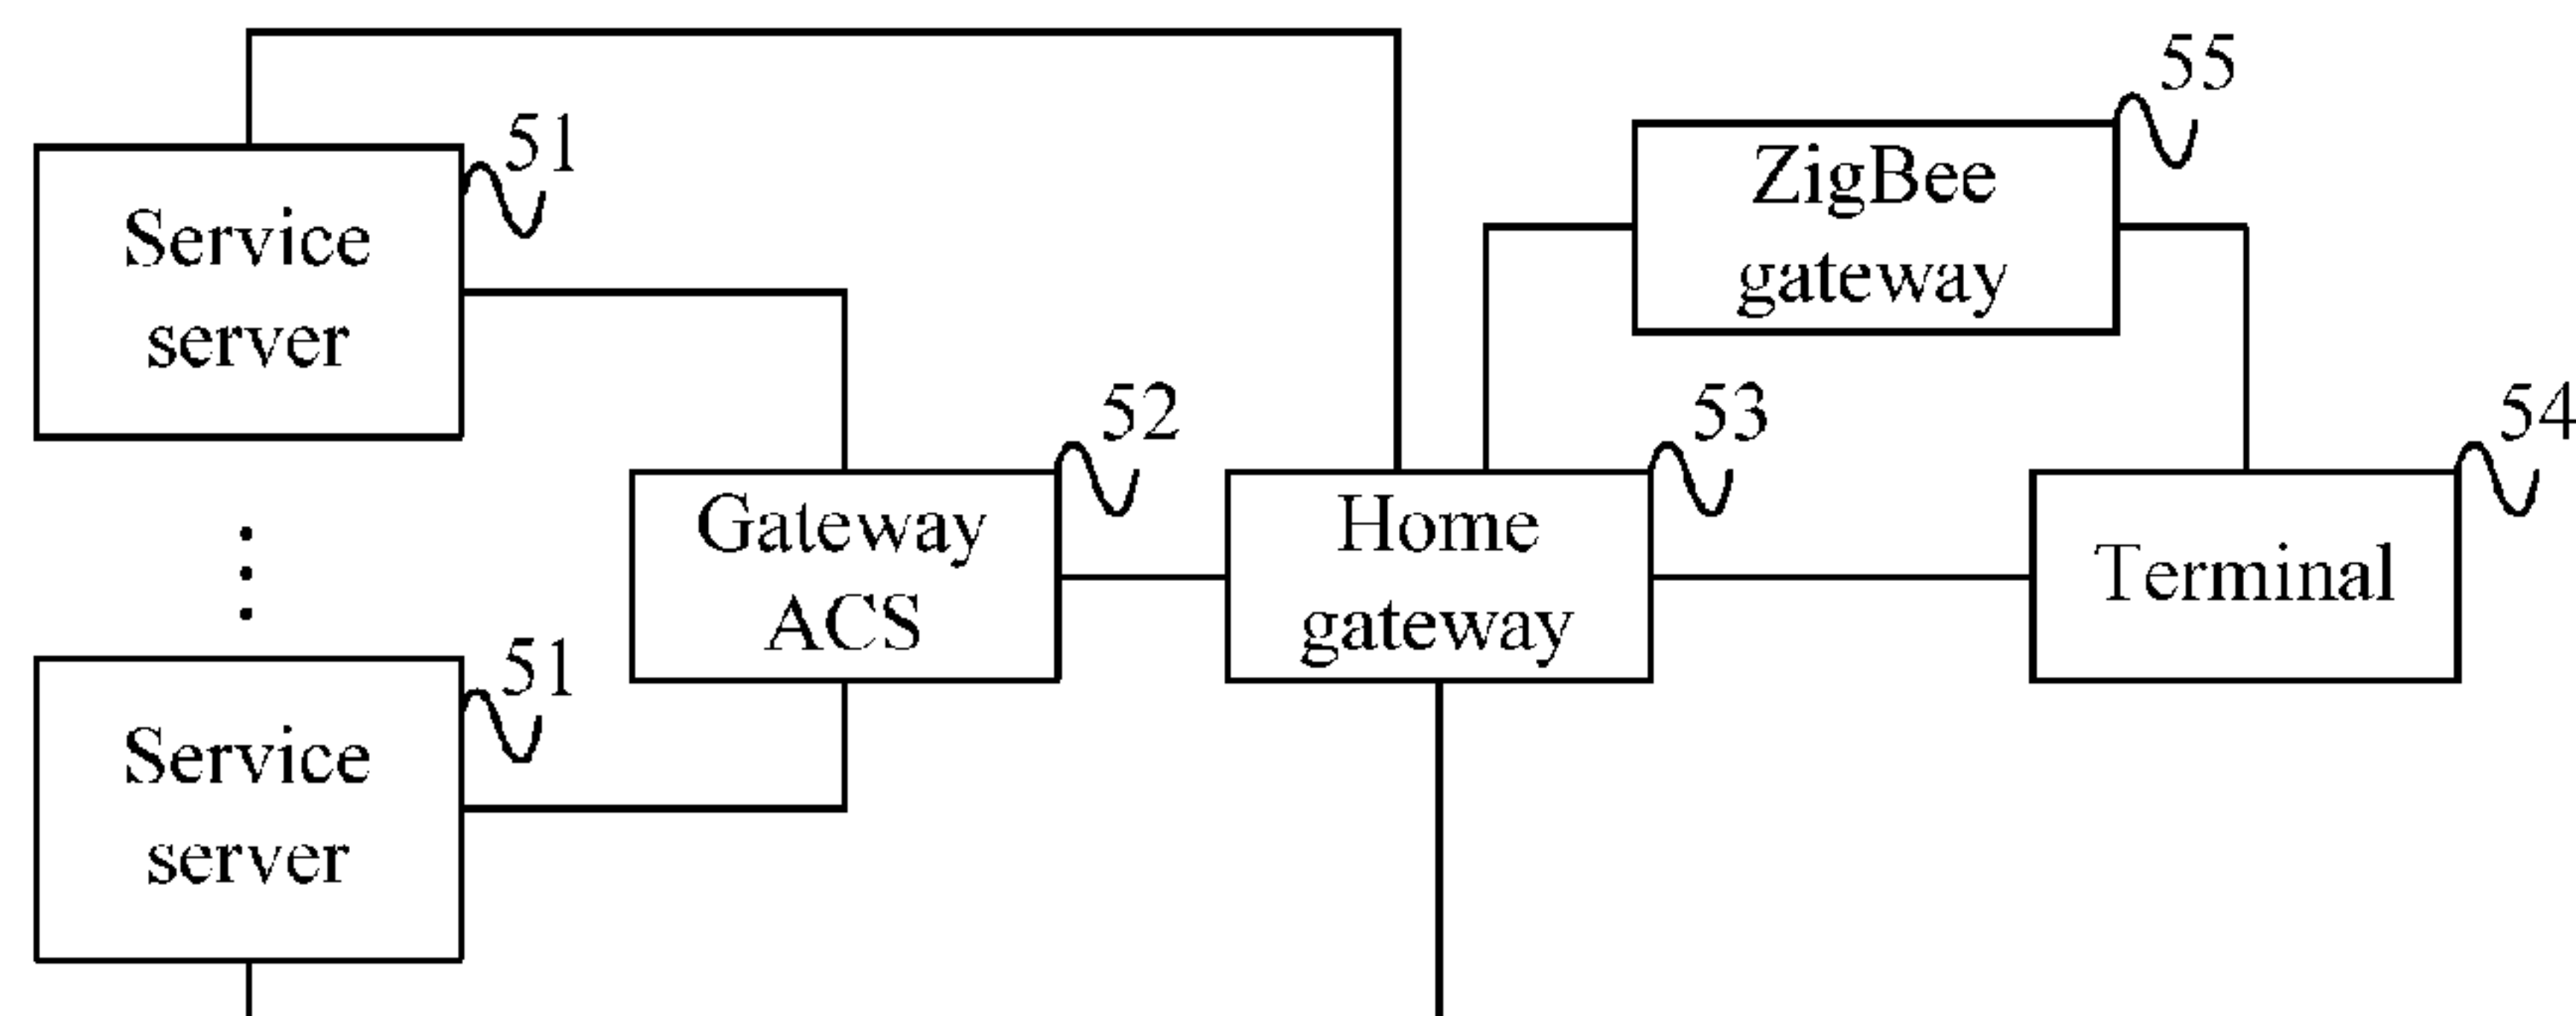 55
51
ZigBee
gateway
Service
server
52
53
54
Gateway
ACS
Home
gateway
Terminal
51
Service
server